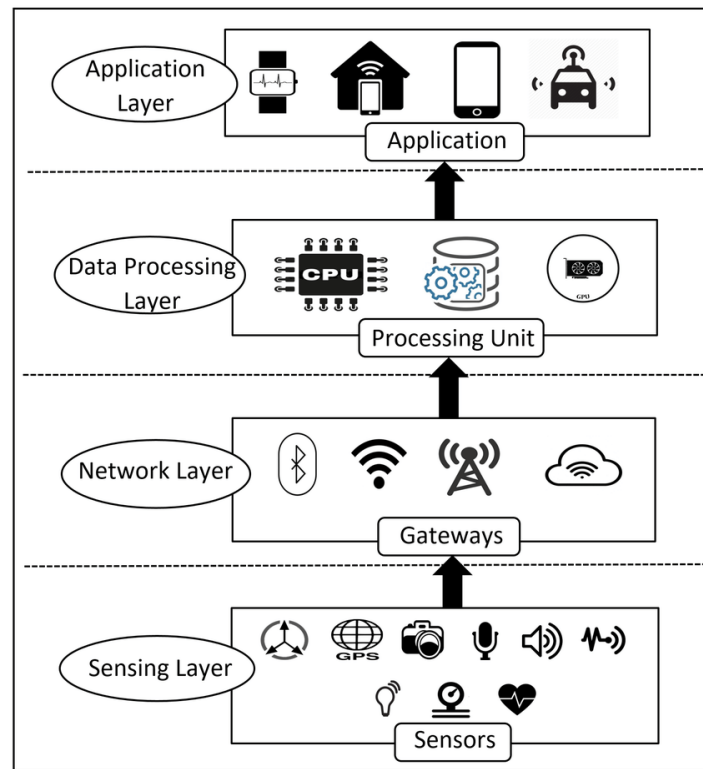 Application
Layer
Application
Data Processing
Layer
CPU
GPU
Processing Unit
Network Layer
Gateways
GPS
Sensing Layer
Sensors